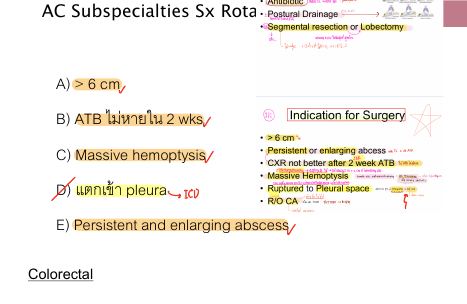 AC Subspecialties Sx Rota
Antibiotic
• Postural Drainage
• Segmental resection or Lobectomy
A) > 6 cm
B) ATB ไม่หายใน 2 wks
C) Massive hemoptysis
D) แตกเข้า pleura → ICD
E) Persistent and enlarging abscess
Indication for Surgery
• > 6 cm
• Persistent or enlarging abcess
• CXR not better after 2 week ATB
• Massive Hemoptysis
• Ruptured to Pleural space
• R/O CA
Colorectal